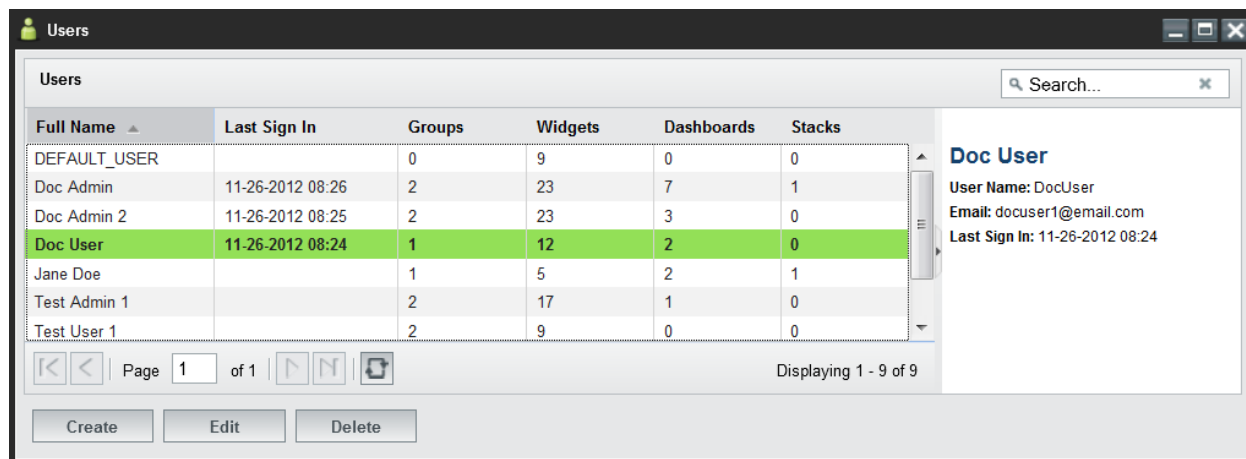 Users
Users
Search...
Full Name Last Sign In Groups Widgets Dashboards Stacks
DEFAULT_USER 0 9 0 0
Doc Admin 11-26-2012 08:26 2 23 7 1
Doc Admin 2 11-26-2012 08:25 2 23 3 0
Doc User 11-26-2012 08:24 1 12 2 0
Jane Doe 1 5 2 1
Test Admin 1 2 17 1 0
Test User 1 2 9 0 0
Page 1 of 1 Displaying 1 - 9 of 9
Doc User
User Name: DocUser
Email: docuser1@email.com
Last Sign In: 11-26-2012 08:24
Create Edit Delete